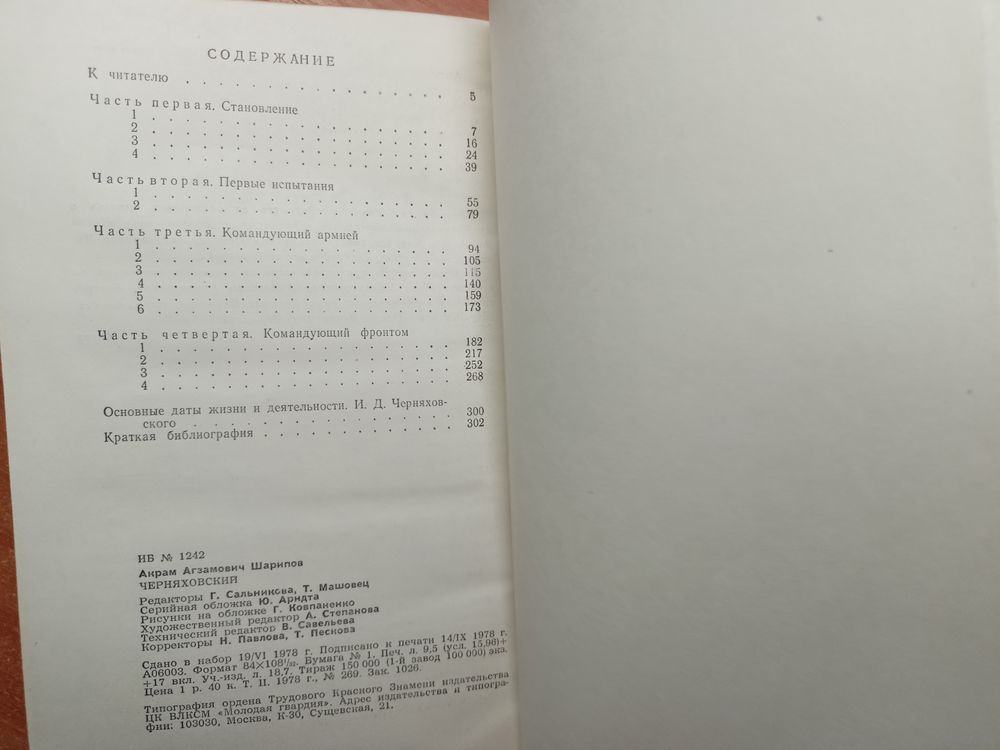 СОДЕРЖАНИЕ
К читателю . . . . . . . . . . . . . . . . 5
Часть первая. Становление
1 . . . . . . . . . . . . . . . . 7
2 . . . . . . . . . . . . . . . . 16
3 . . . . . . . . . . . . . . . . 24
4 . . . . . . . . . . . . . . . . 39
Часть вторая. Первые испытания
1 . . . . . . . . . . . . . . . . 55
2 . . . . . . . . . . . . . . . . 79
Часть третья. Командующий армией
1 . . . . . . . . . . . . . . . . 94
2 . . . . . . . . . . . . . . . . 105
3 . . . . . . . . . . . . . . . . 115
4 . . . . . . . . . . . . . . . . 140
5 . . . . . . . . . . . . . . . . 159
6 . . . . . . . . . . . . . . . . 173
Часть четвертая. Командующий фронтом
1 . . . . . . . . . . . . . . . . 182
2 . . . . . . . . . . . . . . . . 217
3 . . . . . . . . . . . . . . . . 252
4 . . . . . . . . . . . . . . . . 268
Основные даты жизни и деятельности. И. Д. Черняхов-
ского . . . . . . . . . . . . . . 300
Краткая библиография . . . . . . . . . . 302
ИБ № 1242
Акрам Агзамович Шарипов
ЧЕРНЯХОВСКИЙ
Редакторы Г. Сальникова, Т. Машовец
Серийная обложка Ю. Арндта
Рисунки на обложке Г. Ковпаненко
Художественный редактор А. Степанова
Технический редактор В. Савельева
Корректоры Н. Павлова, Т. Пескова
Сдано в набор 19/VI 1978 г. Подписано к печати 14/IX 1978 г.
А06003. Формат 84×108¹/₃₂. Бумага № 1. Печ. л. 9,5 (усл. 15,96)+
+17 вкл. Уч.-изд. л. 18,7. Тираж 150 000 (1-й завод 100 000) экз.
Цена 1 р. 40 к. Т. П. 1978 г., № 269. Зак. 1026.
Типография ордена Трудового Красного Знамени издательства
ЦК ВЛКСМ «Молодая гвардия». Адрес издательства и типогра-
фии: 103030, Москва, К-30, Сущевская, 21.